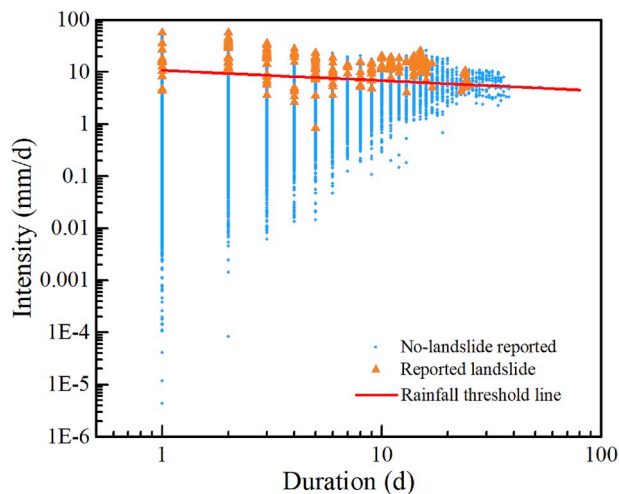 100
10
1
0.1
0.01
0.001
1E-4
1E-5
1E-6
Intensity (mm/d)
No-landslide reported
Reported landslide
Rainfall threshold line
1 10 100
Duration (d)